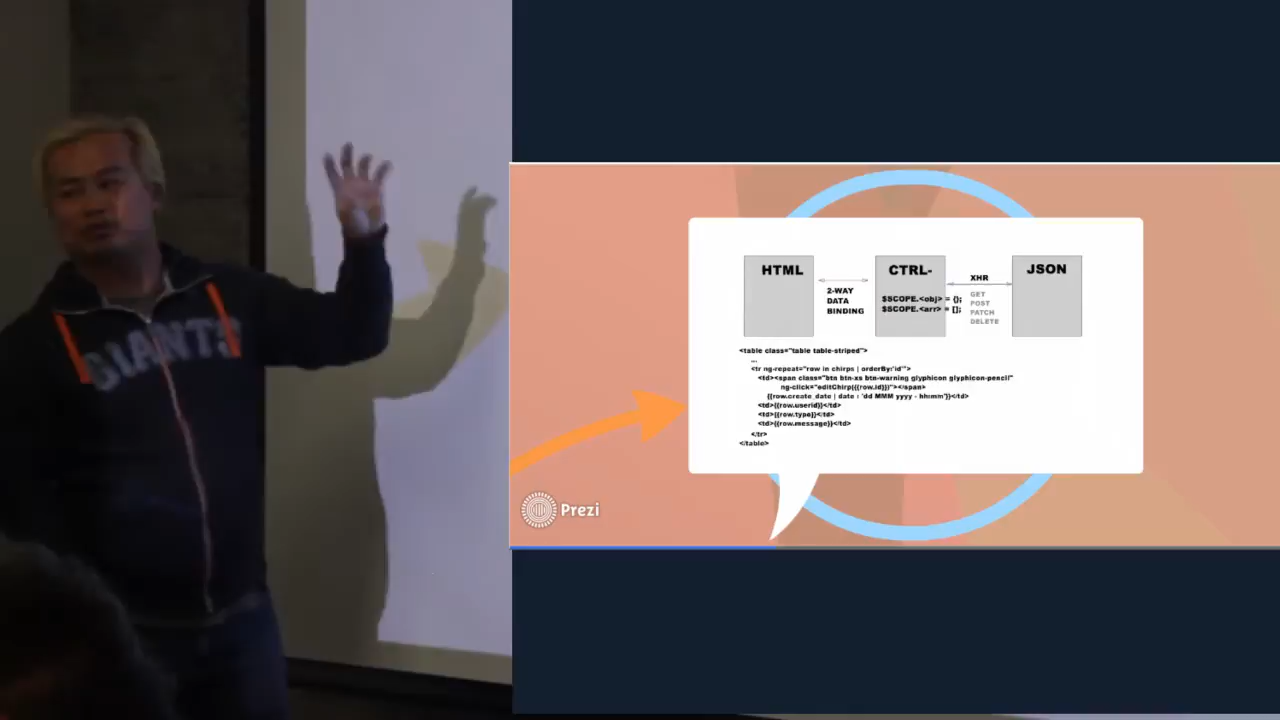 GIANTS
HTML
2-WAY
DATA
BINDING
CTRL-
$SCOPE.<obj> = {};
$SCOPE.<arr> = [];
XHR
GET
POST
PATCH
DELETE
JSON
<table class="table table-striped">
...
<tr ng-repeat="row in chirps | orderBy:'id'">
<td><span class="btn btn-xs btn-warning glyphicon glyphicon-pencil"
ng-click="editChirp({{row.id}})"></span>
{{row.create_date | date : 'dd MMM yyyy - hh:mm'}}</td>
<td>{{row.userid}}</td>
<td>{{row.type}}</td>
<td>{{row.message}}</td>
</tr>
</table>
Prezi